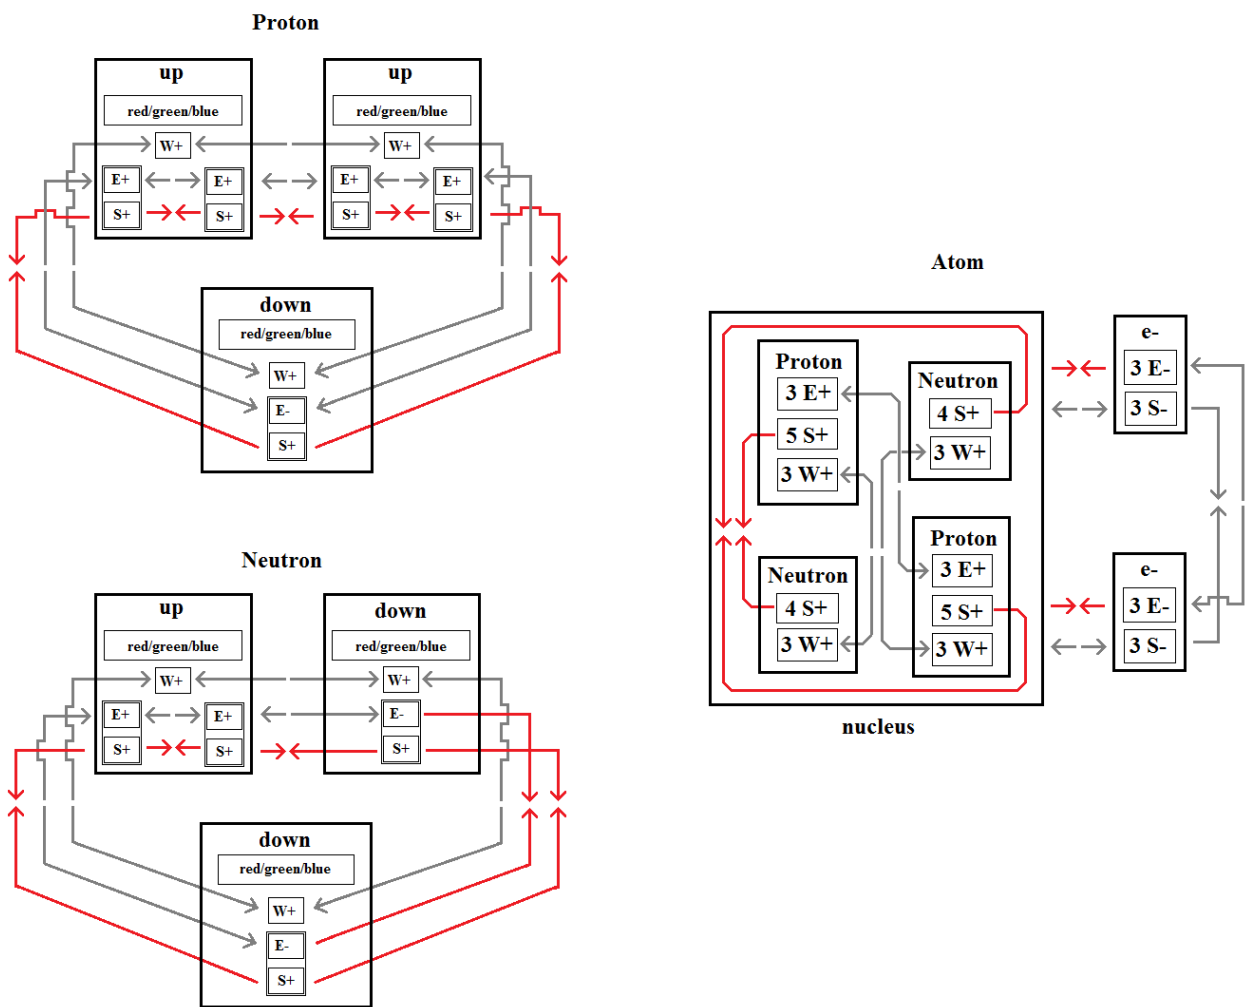 Proton
up
up
red/green/blue
red/green/blue
W+
W+
E+
E+
E+
E+
S+
S+
S+
S+
down
red/green/blue
W+
E-
S+
Neutron
up
down
red/green/blue
red/green/blue
W+
W+
E+
E+
E-
S+
S+
S+
down
red/green/blue
W+
E-
S+
Atom
Proton
3 E+
5 S+
3 W+
Neutron
4 S+
3 W+
Neutron
4 S+
3 W+
Proton
3 E+
5 S+
3 W+
nucleus
e-
3 E-
3 S-
e-
3 E-
3 S-